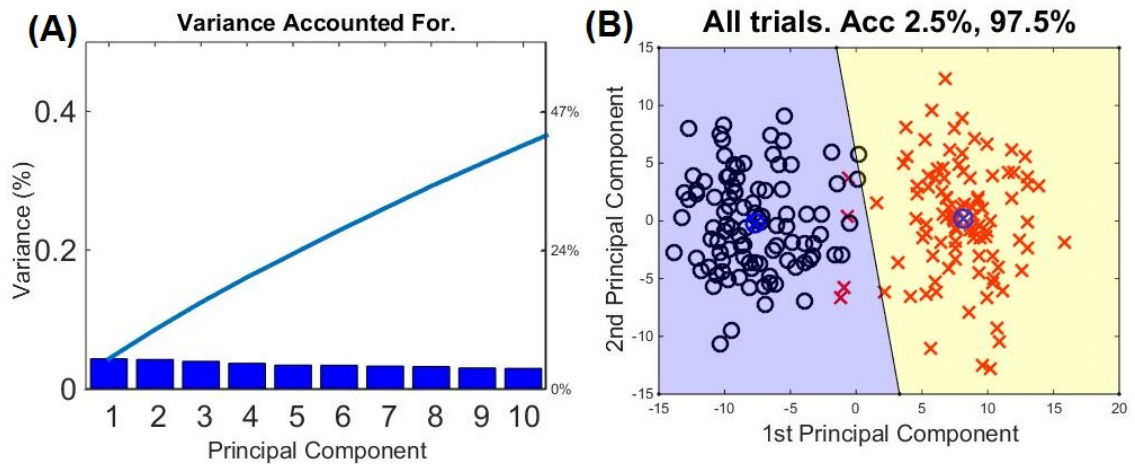 (A)
Variance Accounted For.
Variance (%)
0.4
0.2
0
47%
24%
0%
1 2 3 4 5 6 7 8 9 10
Principal Component
(B)
All trials. Acc 2.5%, 97.5%
2nd Principal Component
15
10
5
0
-5
-10
-15
-15 -10 -5 0 5 10 15 20
1st Principal Component